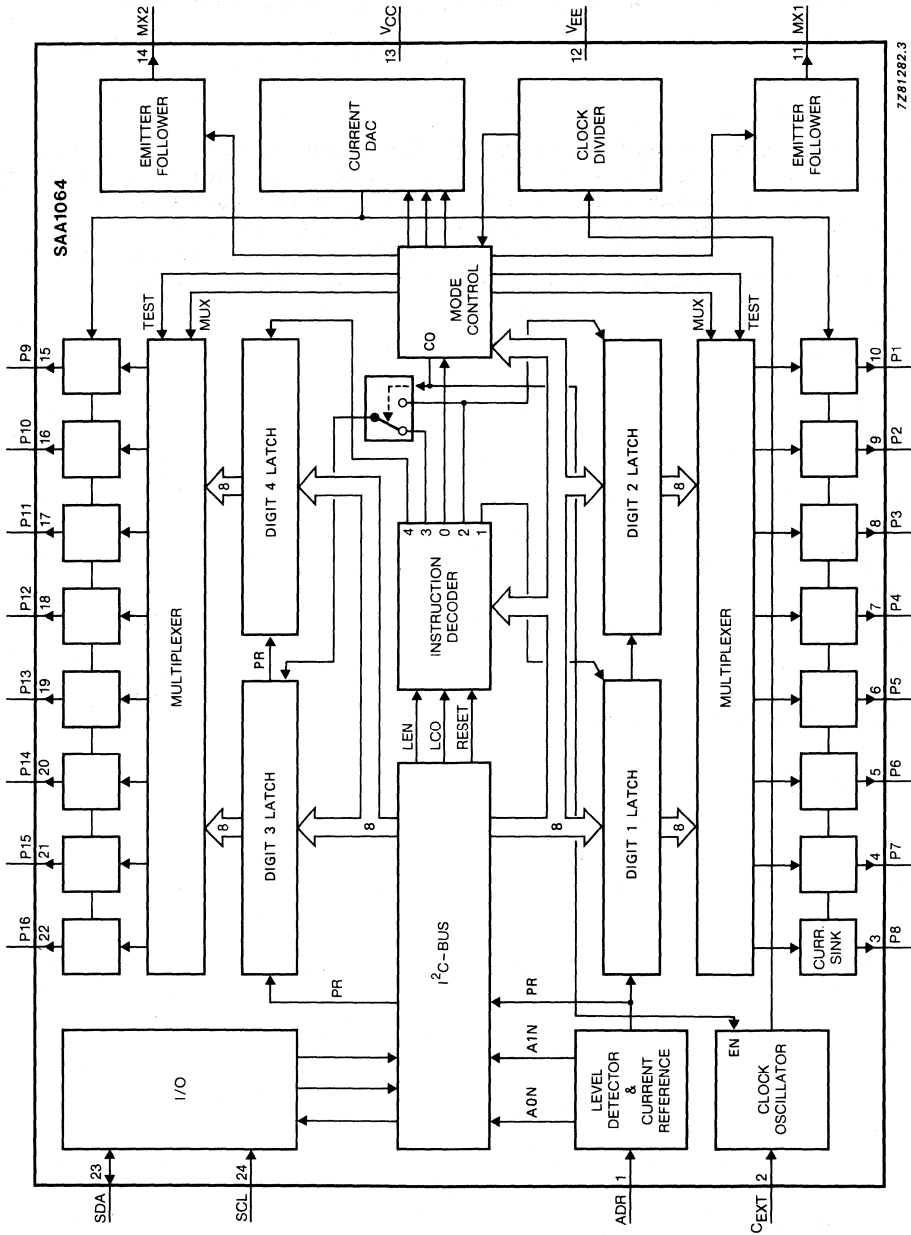 SAA1064
P16
P15
P14
P13
P12
P11
P10
P9
22
21
20
19
18
17
16
15
MULTIPLEXER
TEST
MUX
EMITTER
FOLLOWER
14
MX2
SDA
23
SCL
24
I/O
8
8
DIGIT 3 LATCH
PR
DIGIT 4 LATCH
PR
8
CURRENT
DAC
13
VCC
I²C-BUS
LEN
LCO
RESET
INSTRUCTION
DECODER
4
3
0
2
1
CO
MODE
CONTROL
8
A0N
A1N
PR
ADR
1
LEVEL
DETECTOR
&
CURRENT
REFERENCE
DIGIT 1 LATCH
DIGIT 2 LATCH
8
8
CLOCK
DIVIDER
12
VEE
CEXT
2
EN
CLOCK
OSCILLATOR
MULTIPLEXER
MUX
TEST
EMITTER
FOLLOWER
11
MX1
CURR.
SINK
3
4
5
6
7
8
9
10
P8
P7
P6
P5
P4
P3
P2
P1
7Z81282.3